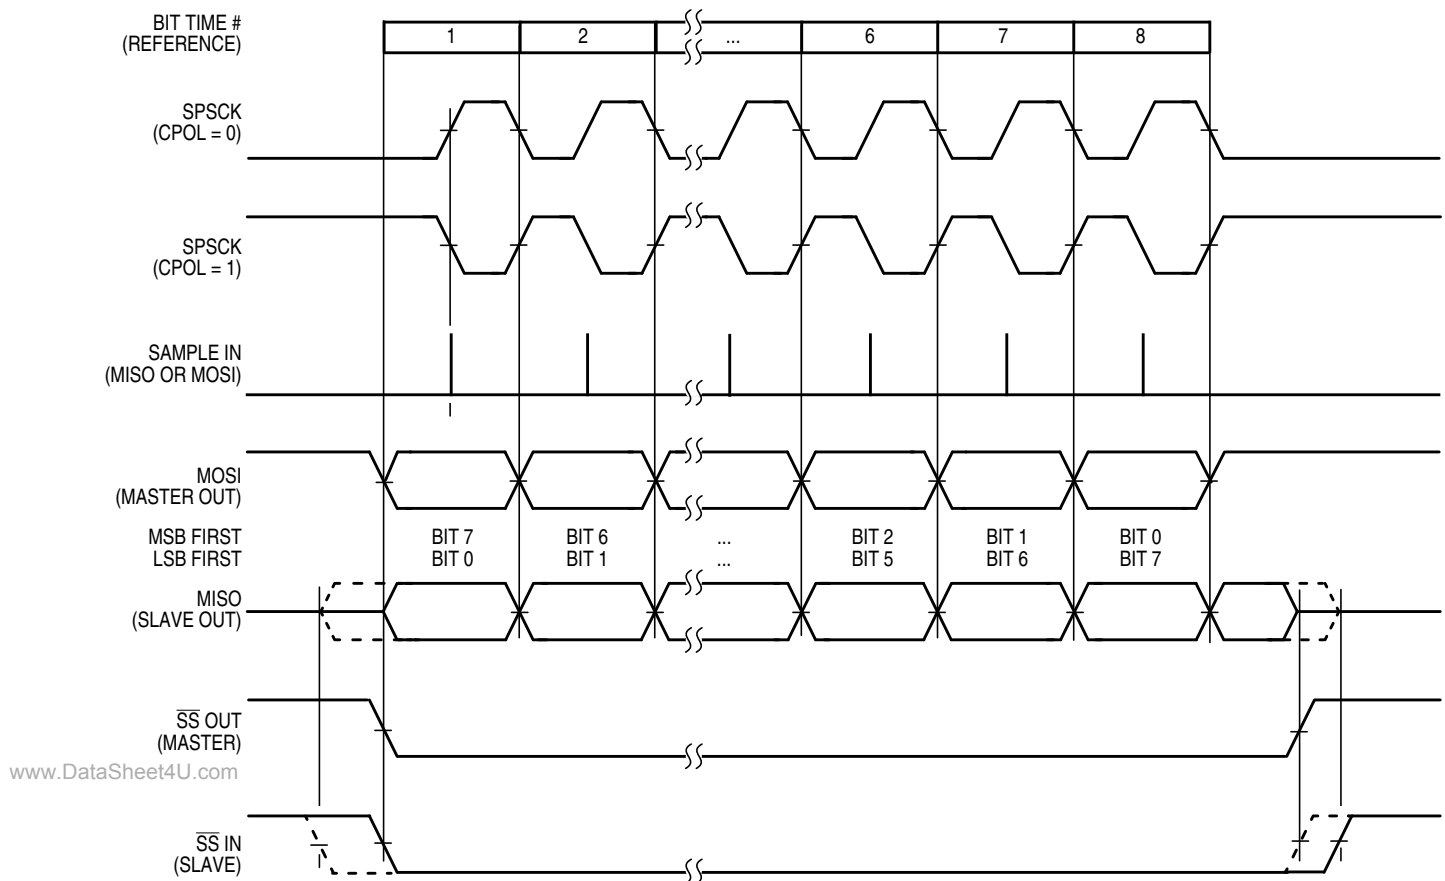 BIT TIME #
(REFERENCE)
1 2 ... 6 7 8
SPSCK
(CPOL = 0)
SPSCK
(CPOL = 1)
SAMPLE IN
(MISO OR MOSI)
MOSI
(MASTER OUT)
MSB FIRST BIT 7 BIT 6 ... BIT 2 BIT 1 BIT 0
LSB FIRST BIT 0 BIT 1 ... BIT 5 BIT 6 BIT 7
MISO
(SLAVE OUT)
SS OUT
(MASTER)
www.DataSheet4U.com
SS IN
(SLAVE)